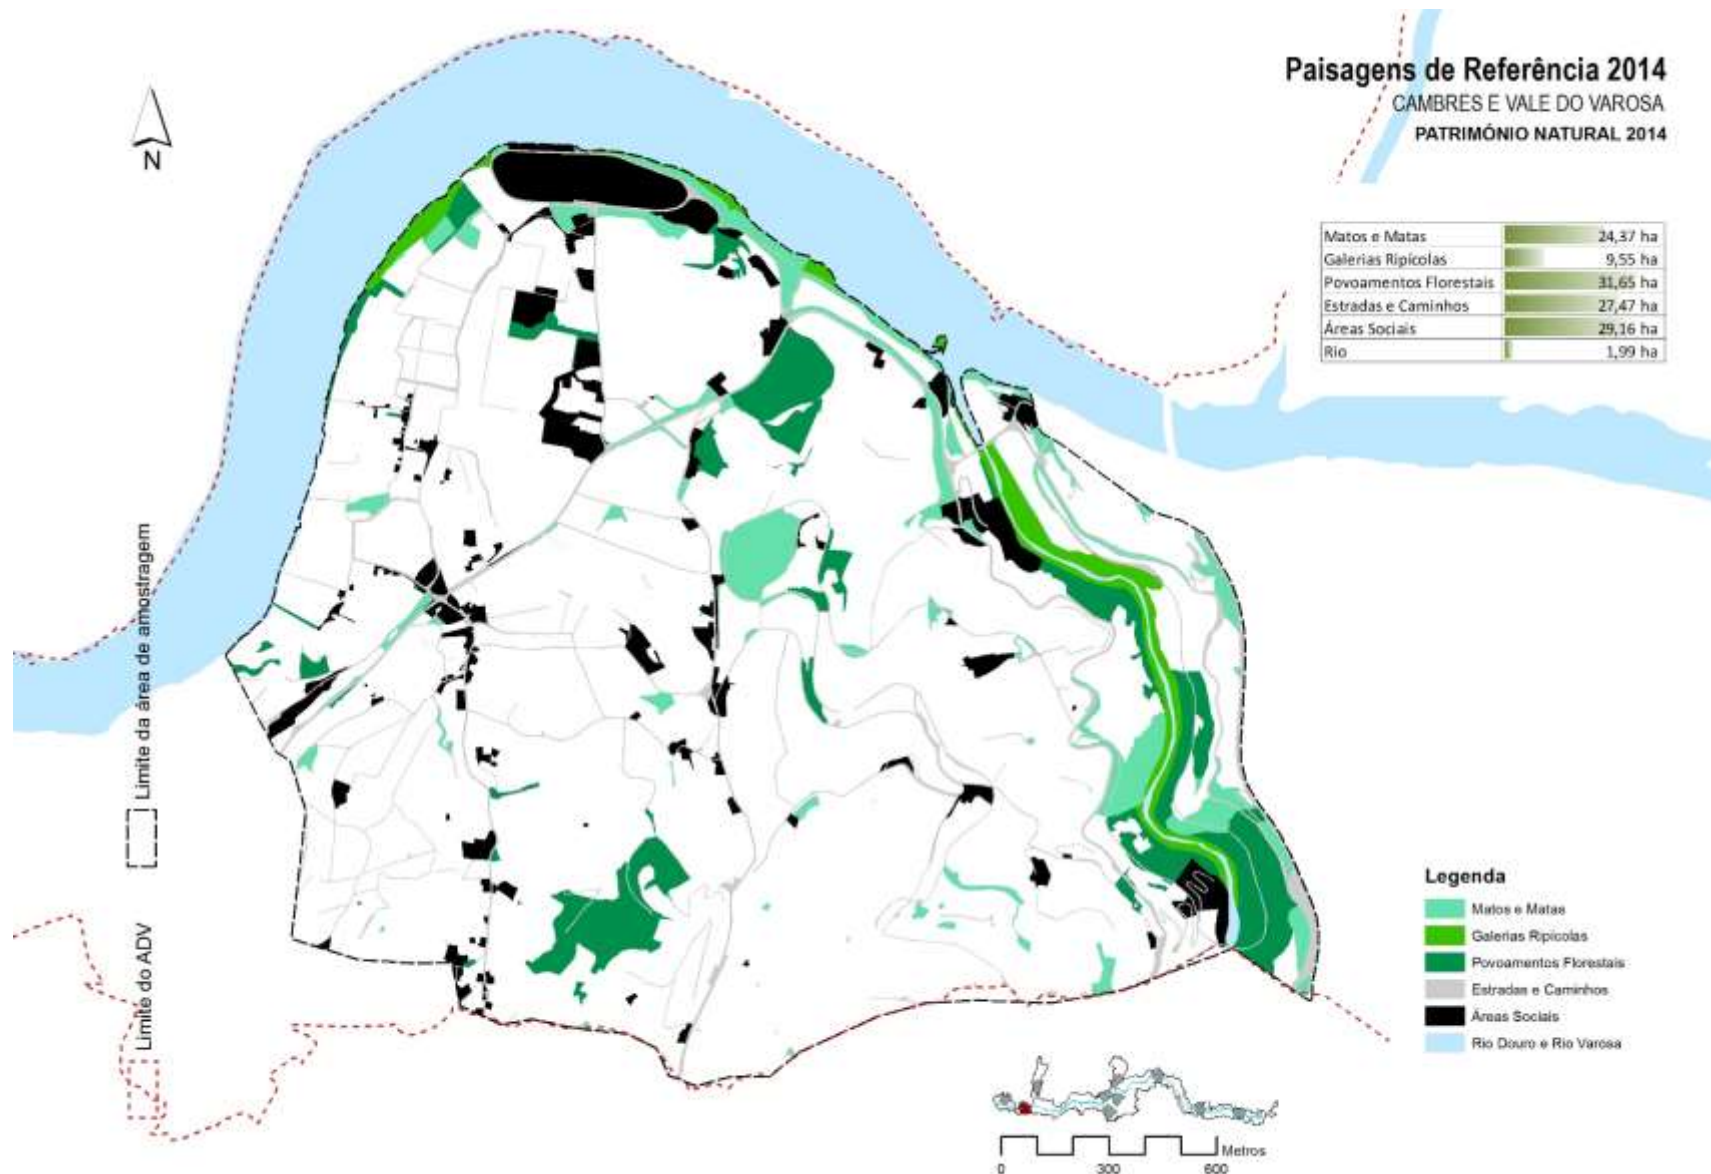 Paisagens de Referência 2014
CAMBRES E VALE DO VAROSA
PATRIMÓNIO NATURAL 2014
N
Matos e Matas 24,37 ha
Galerias Ripícolas 9,55 ha
Povoamentos Florestais 31,65 ha
Estradas e Caminhos 27,47 ha
Áreas Sociais 29,16 ha
Rio 1,99 ha
Limite da área de amostragem
Limite do ADV
Legenda
Matos e Matas
Galerias Ripícolas
Povoamentos Florestais
Estradas e Caminhos
Áreas Sociais
Rio Douro e Rio Varosa
Metros
0 300 600